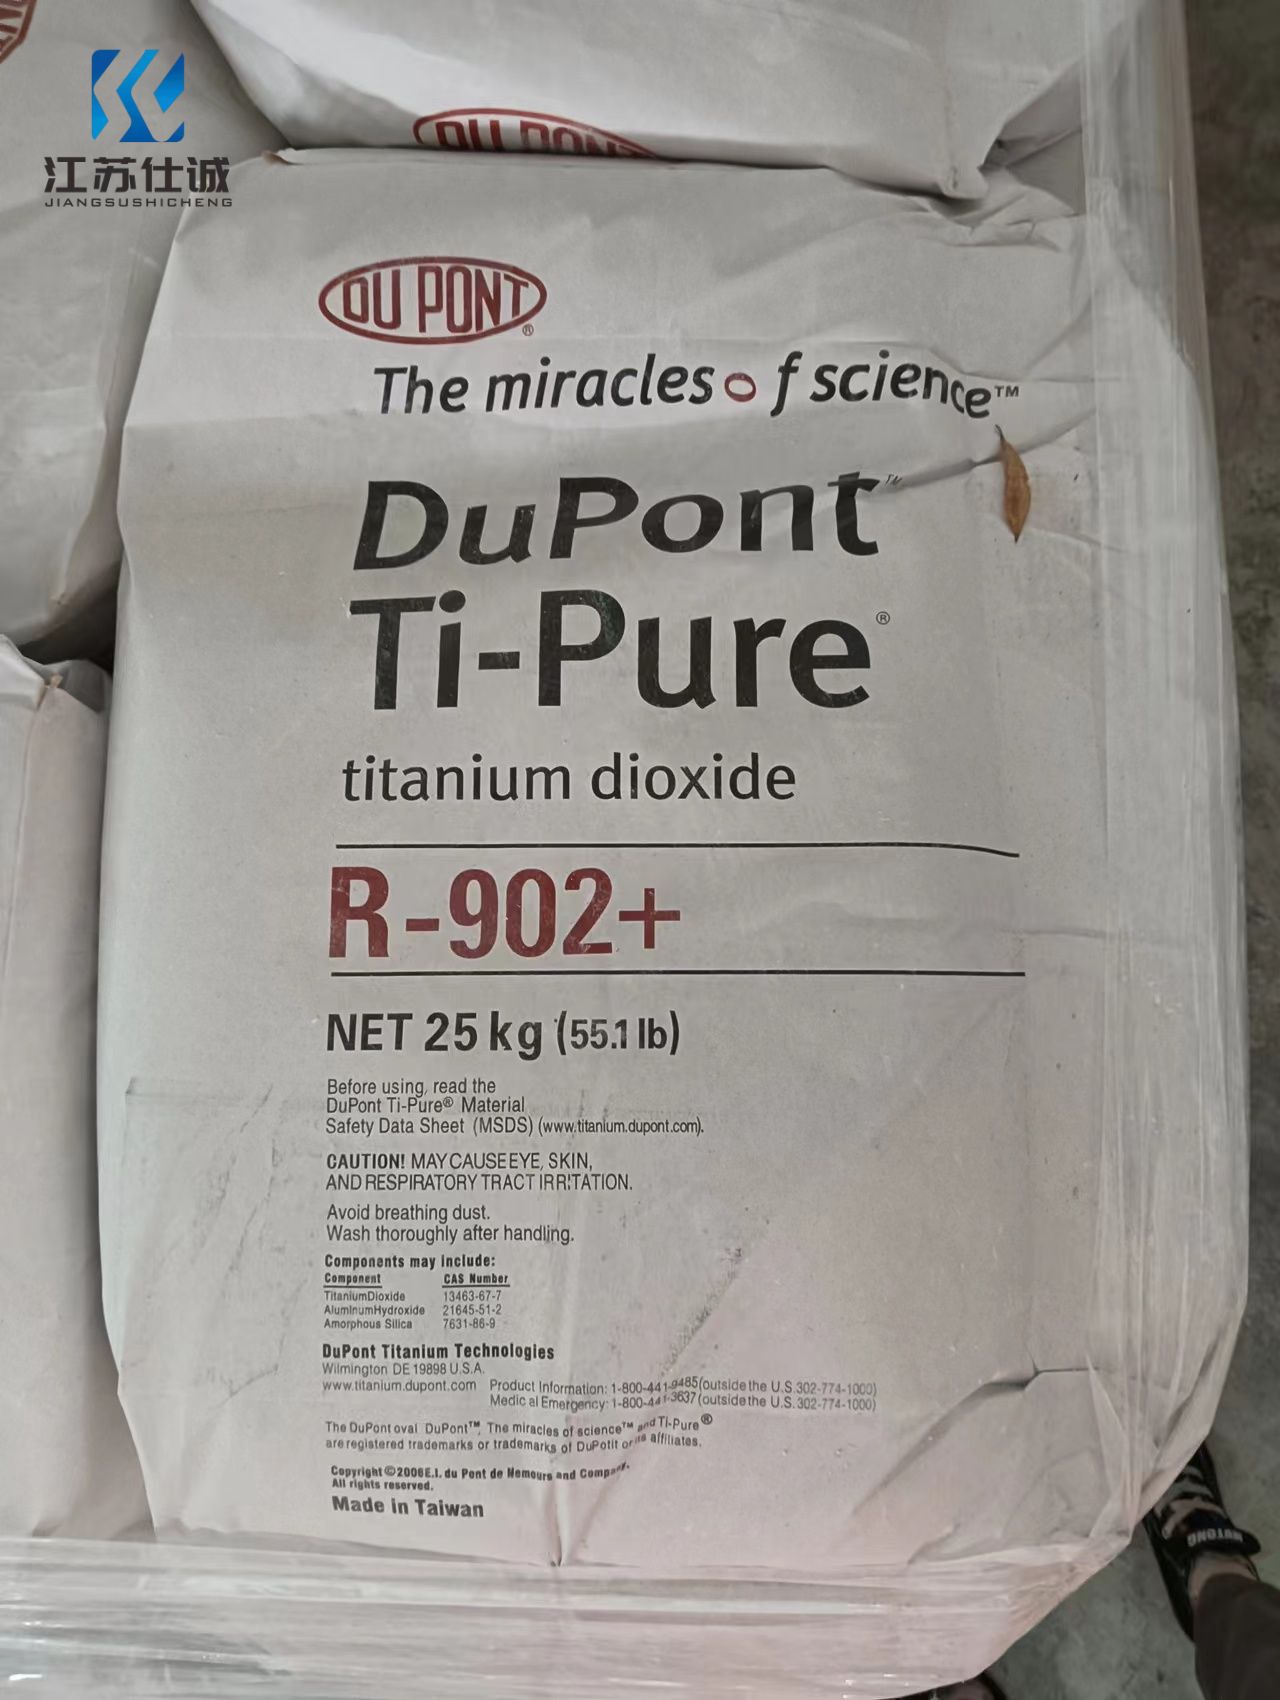 江苏仕诚
JIANGSUSHICHENG
DU PONT
DU PONT®
The miracles of science™
DuPont™
Ti-Pure®
titanium dioxide
R-902+
NET 25 kg (55.1 lb)
Before using, read the
DuPont Ti-Pure® Material
Safety Data Sheet (MSDS) (www.titanium.dupont.com).
CAUTION! MAY CAUSE EYE, SKIN,
AND RESPIRATORY TRACT IRRITATION.
Avoid breathing dust.
Wash thoroughly after handling.
Components may include:
Component CAS Number
TitaniumDioxide 13463-67-7
AluminumHydroxide 21645-51-2
Amorphous Silica 7631-86-9
DuPont Titanium Technologies
Wilmington DE 19898 U.S.A.
www.titanium.dupont.com Product Information: 1-800-441-9485 (outside the U.S. 302-774-1000)
Medical Emergency: 1-800-441-3637 (outside the U.S. 302-774-1000)
The DuPont oval DuPont™, The miracles of science™ and Ti-Pure®
are registered trademarks or trademarks of DuPotit or its affiliates.
Copyright ©2006 E.I. du Pont de Nemours and Company.
All rights reserved.
Made in Taiwan